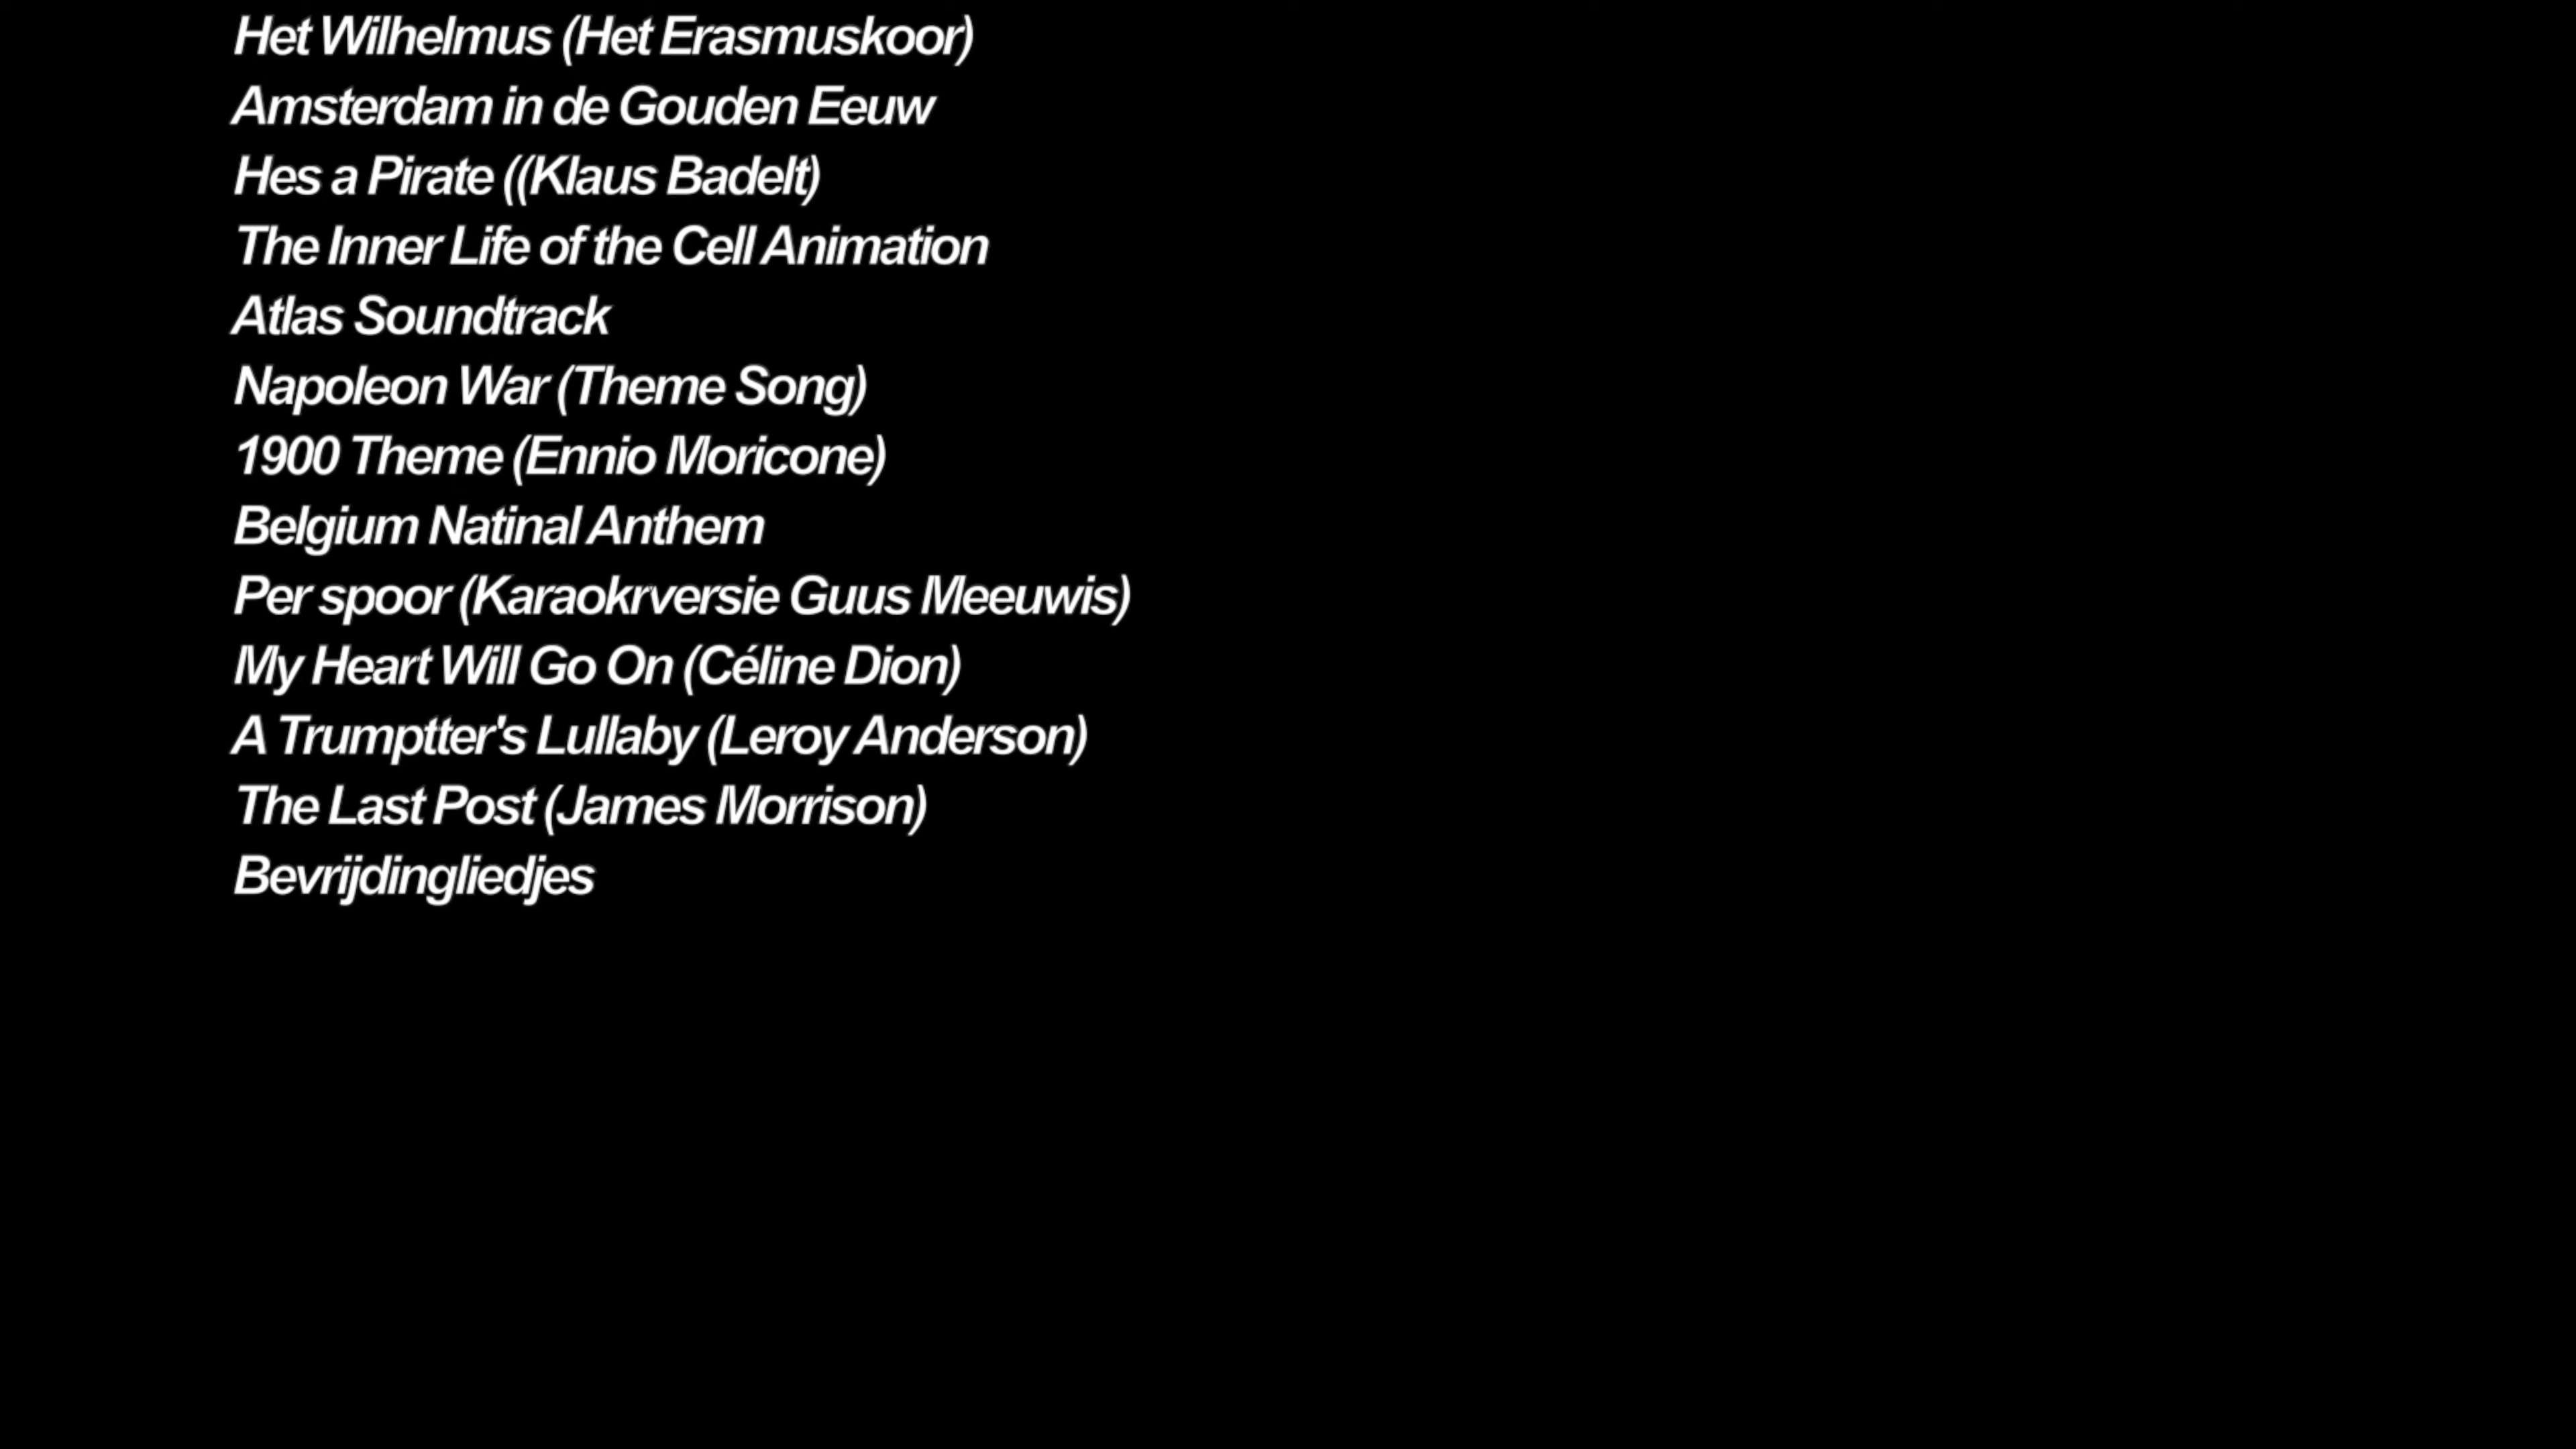 Het Wilhelmus (Het Erasmuskoor)
Amsterdam in de Gouden Eeuw
Hes a Pirate ((Klaus Badelt)
The Inner Life of the Cell Animation
Atlas Soundtrack
Napoleon War (Theme Song)
1900 Theme (Ennio Moricone)
Belgium Natinal Anthem
Per spoor (Karaokrversie Guus Meeuwis)
My Heart Will Go On (Céline Dion)
A Trumptter's Lullaby (Leroy Anderson)
The Last Post (James Morrison)
Bevrijdingliedjes